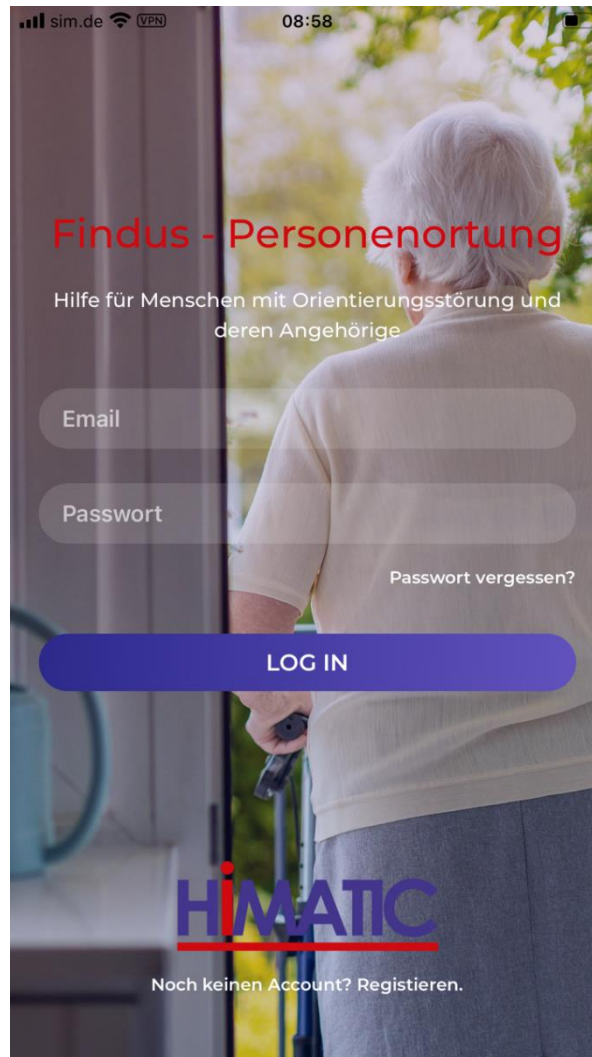 sim.de VPN 08:58
Findus - Personenortung
Hilfe für Menschen mit Orientierungsstörung und
deren Angehörige
Email
Passwort
Passwort vergessen?
LOG IN
HiMATIC
Noch keinen Account? Registieren.